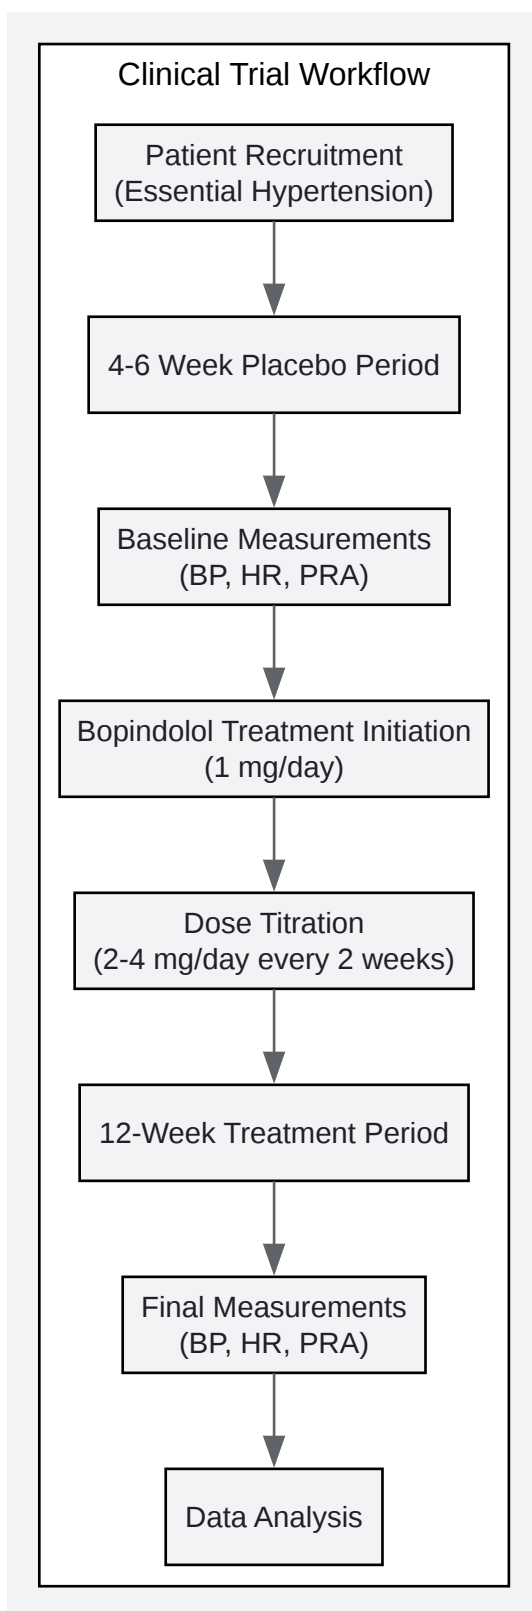 Clinical Trial Workflow
Patient Recruitment
(Essential Hypertension)
4-6 Week Placebo Period
Baseline Measurements
(BP, HR, PRA)
Bopindolol Treatment Initiation
(1 mg/day)
Dose Titration
(2-4 mg/day every 2 weeks)
12-Week Treatment Period
Final Measurements
(BP, HR, PRA)
Data Analysis